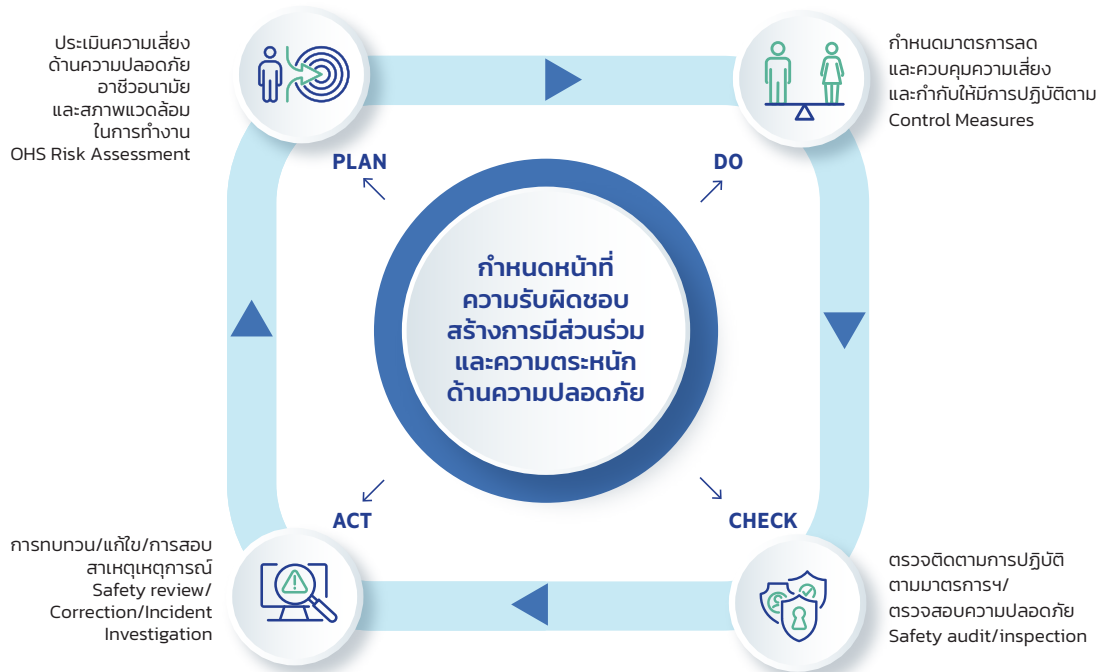 ประเมินความเสี่ยง
ด้านความปลอดภัย
อาชีวอนามัย
และสภาพแวดล้อม
ในการทำงาน
OHS Risk Assessment
กำหนดมาตรการลด
และควบคุมความเสี่ยง
และกำกับให้มีการปฏิบัติตาม
Control Measures
PLAN
DO
กำหนดหน้าที่
ความรับผิดชอบ
สร้างการมีส่วนร่วม
และความตระหนัก
ด้านความปลอดภัย
ACT
CHECK
การทบทวน/แก้ไข/การสอบ
สาเหตุเหตุการณ์
Safety review/
Correction/Incident
Investigation
ตรวจติดตามการปฏิบัติ
ตามมาตรการฯ/
ตรวจสอบความปลอดภัย
Safety audit/inspection